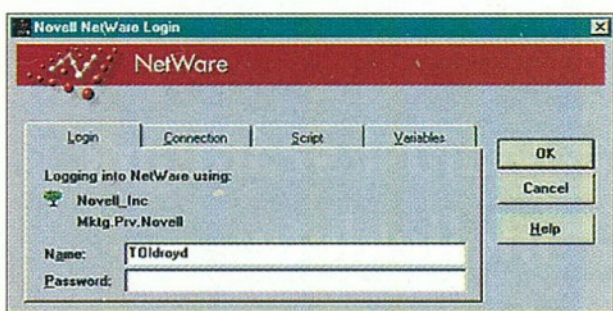 Novell NetWare Login
NetWare
Login Connection Script Variables
OK
Cancel
Help
Logging into NetWare using:
Novell_Inc
Mktg.Prv.Novell
Name: TOldroyd
Password: